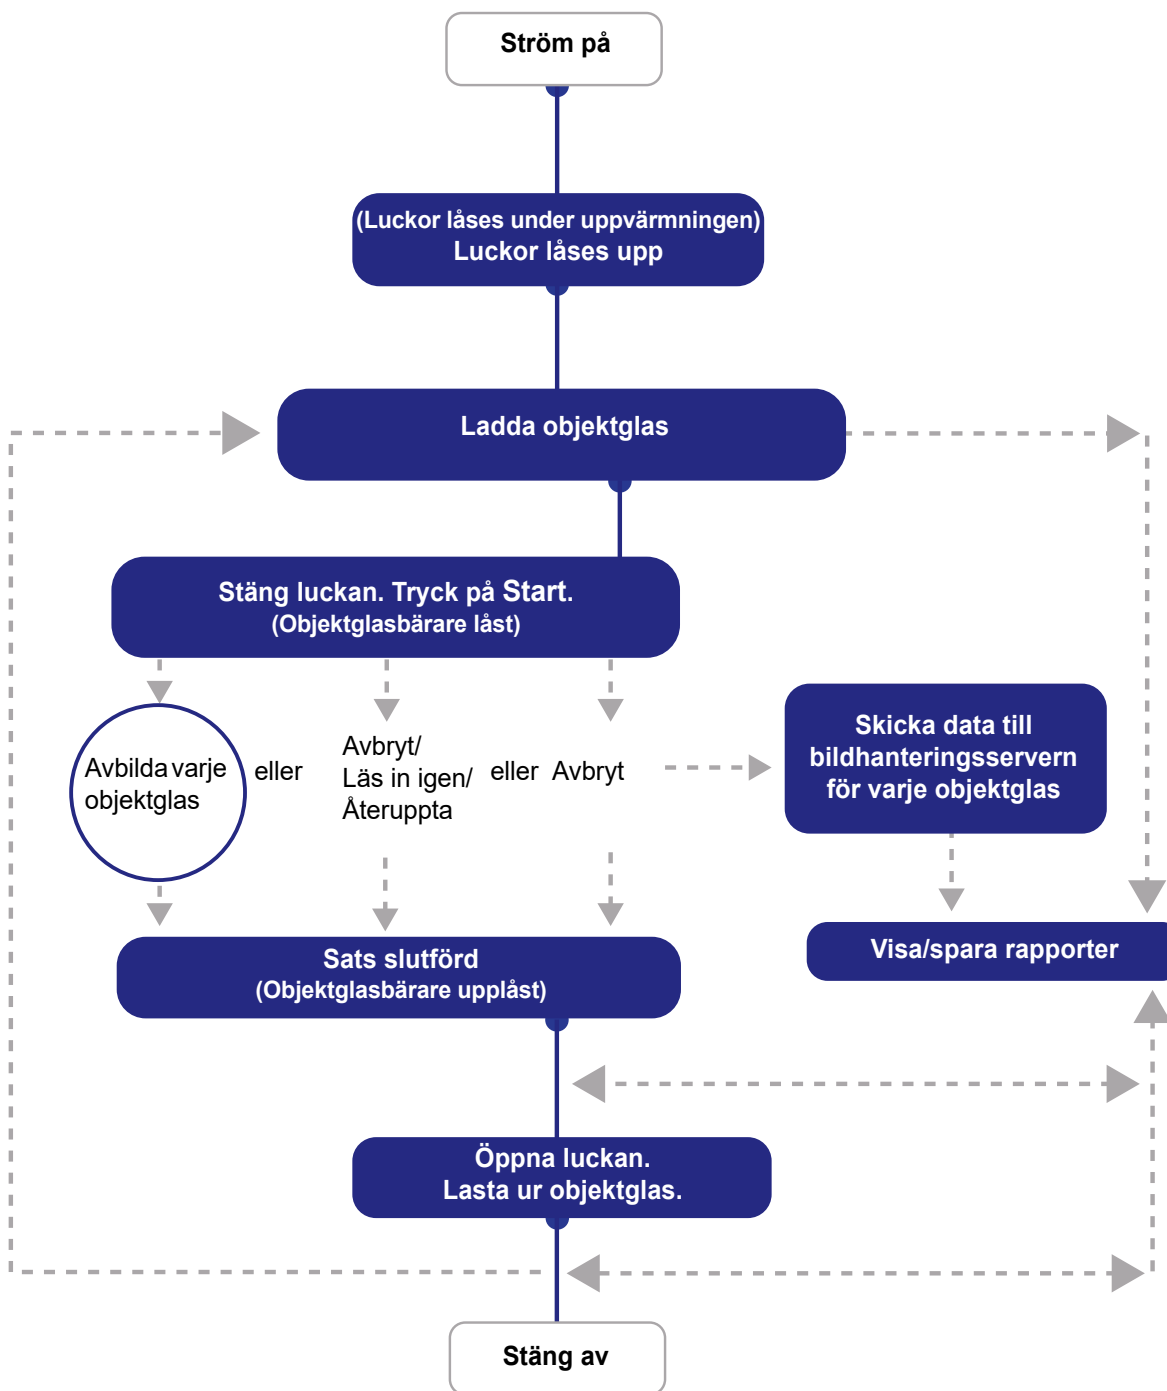 Ström på
(Luckor låses under uppvärmningen)
Luckor låses upp
Ladda objektglas
Stäng luckan. Tryck på Start.
(Objektglasbärare låst)
Avbilda varje
objektglas
eller
Avbryt/
Läs in igen/
Återuppta
eller Avbryt
Skicka data till
bildhanteringsservern
för varje objektglas
Sats slutförd
(Objektglasbärare upplåst)
Visa/spara rapporter
Öppna luckan.
Lasta ur objektglas.
Stäng av